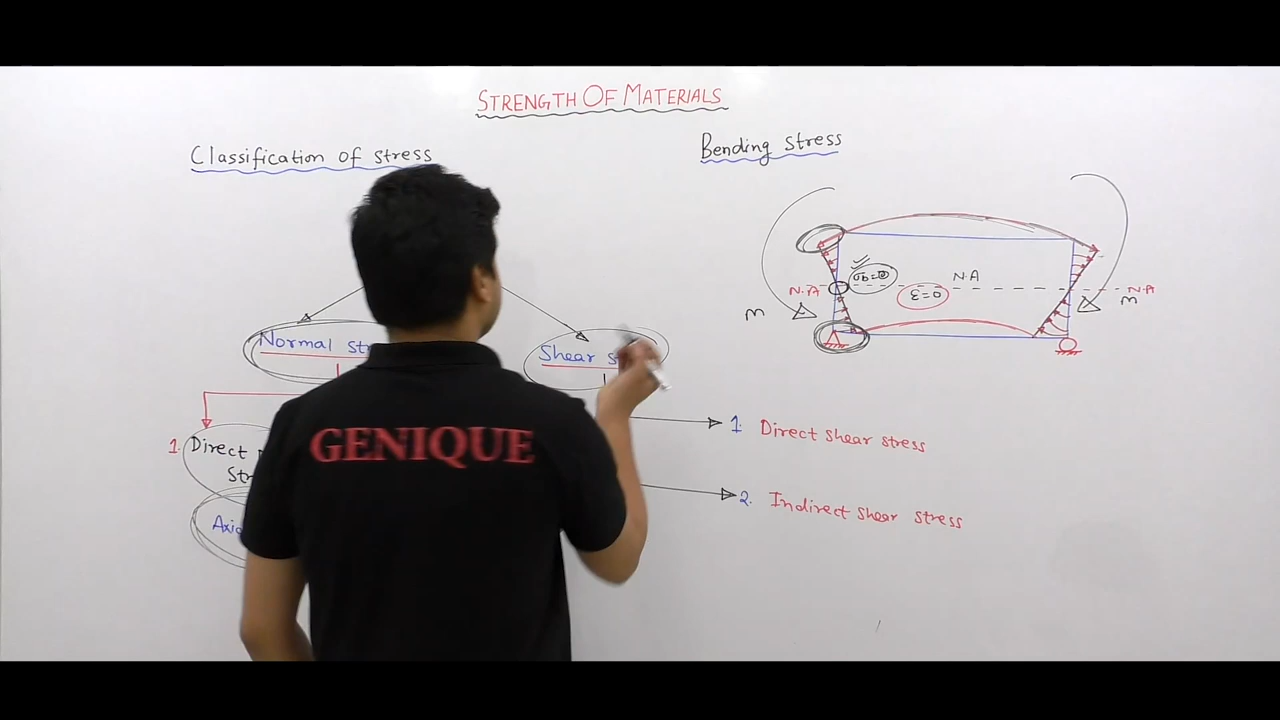 STRENGTH OF MATERIALS
Classification of stress
Bending stress
N.A
N.A
N.A
σb=0
ε=0
M
M
Normal
Shear
1. Direct
1. Direct shear stress
2. Indirect shear stress
GENIQUE